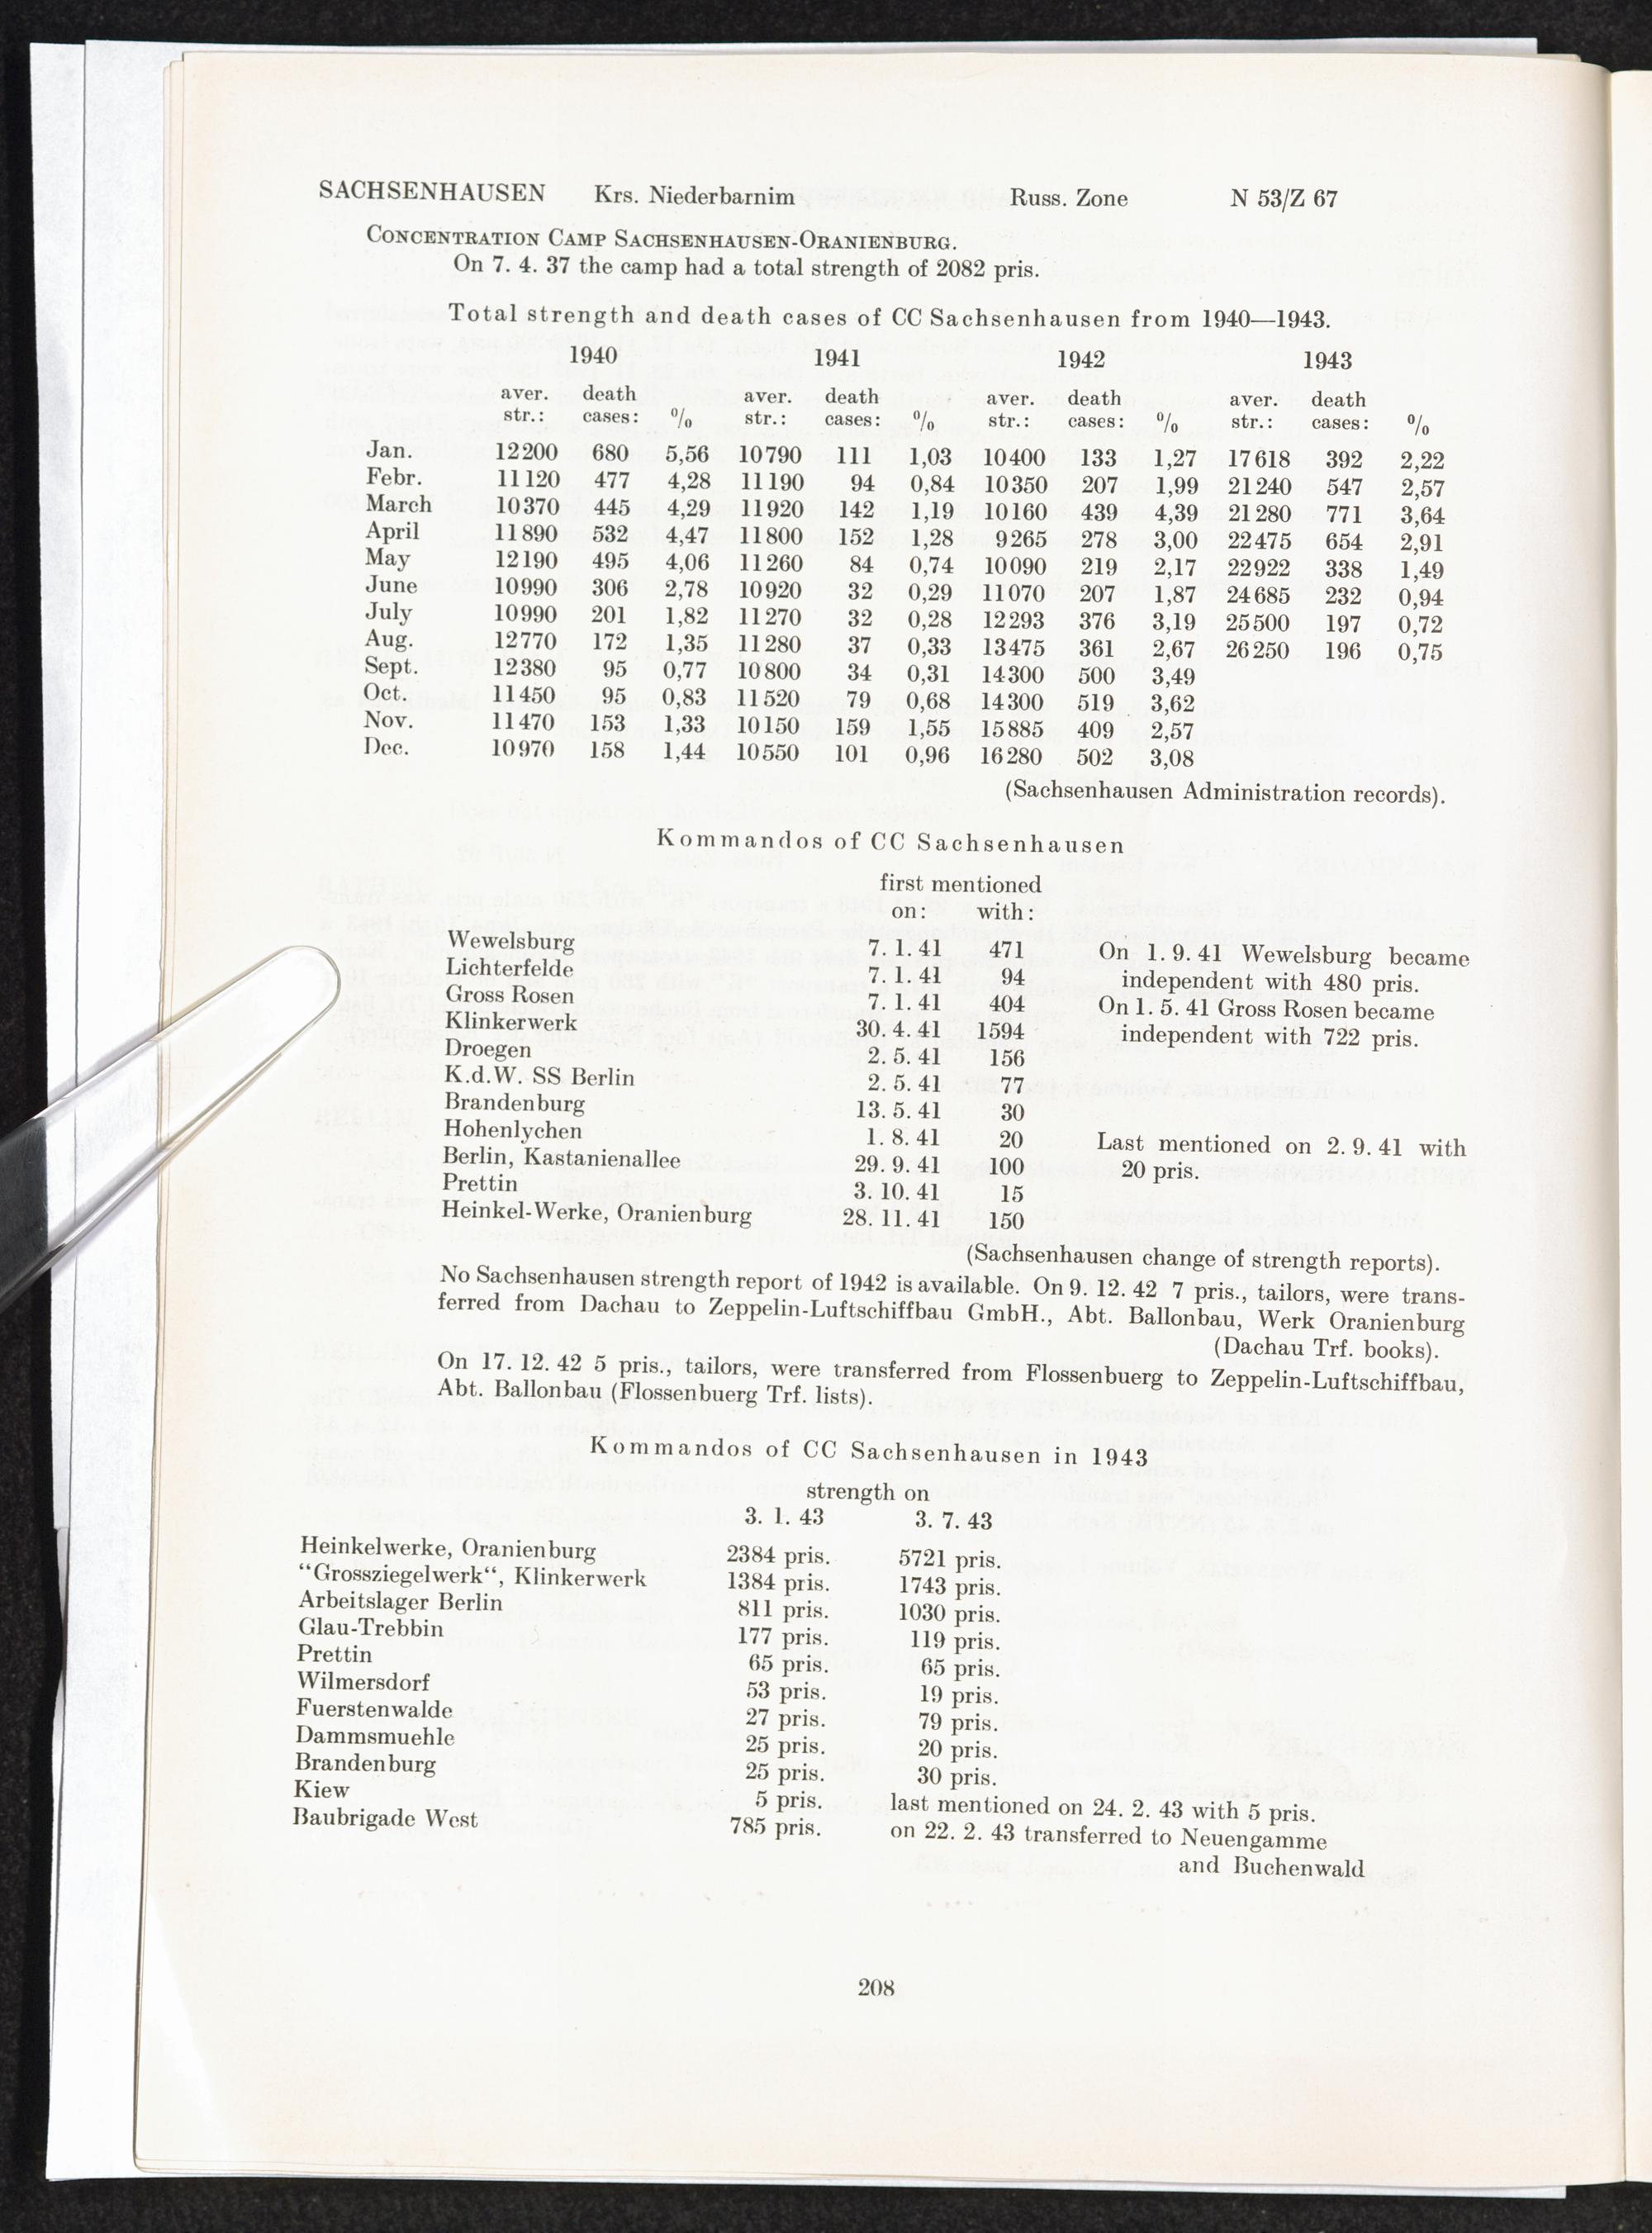 SACHSENHAUSEN Krs. Niederbarnim Russ. Zone N 53/Z 67
CONCENTRATION CAMP SACHSENHAUSEN-ORANIENBURG.
On 7. 4. 37 the camp had a total strength of 2082 pris.
Total strength and death cases of CC Sachsenhausen from 1940—1943.
1940 1941 1942 1943
aver. death aver. death aver. death aver. death
str.: cases: % str.: cases: % str.: cases: % str.: cases: %
Jan. 12200 680 5,56 10790 111 1,03 10400 133 1,27 17618 392 2,22
Febr. 11120 477 4,28 11190 94 0,84 10350 207 1,99 21240 547 2,57
March 10370 445 4,29 11920 142 1,19 10160 439 4,39 21280 771 3,64
April 11890 532 4,47 11800 152 1,28 9265 278 3,00 22475 654 2,91
May 12190 495 4,06 11260 84 0,74 10090 219 2,17 22922 338 1,49
June 10990 306 2,78 10920 32 0,29 11070 207 1,87 24685 232 0,94
July 10990 201 1,82 11270 32 0,28 12293 376 3,19 25500 197 0,72
Aug. 12770 172 1,35 11280 37 0,33 13475 361 2,67 26250 196 0,75
Sept. 12380 95 0,77 10800 34 0,31 14300 500 3,49
Oct. 11450 95 0,83 11520 79 0,68 14300 519 3,62
Nov. 11470 153 1,33 10150 159 1,55 15885 409 2,57
Dec. 10970 158 1,44 10550 101 0,96 16280 502 3,08
(Sachsenhausen Administration records).
Kommandos of CC Sachsenhausen
first mentioned
on: with:
Wewelsburg 7. 1. 41 471 On 1. 9. 41 Wewelsburg became
Lichterfelde 7. 1. 41 94 independent with 480 pris.
Gross Rosen 7. 1. 41 404 On 1. 5. 41 Gross Rosen became
Klinkerwerk 30. 4. 41 1594 independent with 722 pris.
Droegen 2. 5. 41 156
K.d.W. SS Berlin 2. 5. 41 77
Brandenburg 13. 5. 41 30
Hohenlychen 1. 8. 41 20 Last mentioned on 2. 9. 41 with
Berlin, Kastanienallee 29. 9. 41 100 20 pris.
Prettin 3. 10. 41 15
Heinkel-Werke, Oranienburg 28. 11. 41 150
(Sachsenhausen change of strength reports).
No Sachsenhausen strength report of 1942 is available. On 9. 12. 42 7 pris., tailors, were trans-
ferred from Dachau to Zeppelin-Luftschiffbau GmbH., Abt. Ballonbau, Werk Oranienburg
(Dachau Trf. books).
On 17. 12. 42 5 pris., tailors, were transferred from Flossenbuerg to Zeppelin-Luftschiffbau,
Abt. Ballonbau (Flossenbuerg Trf. lists).
Kommandos of CC Sachsenhausen in 1943
strength on
3. 1. 43 3. 7. 43
Heinkelwerke, Oranienburg 2384 pris. 5721 pris.
“Grossziegelwerk“, Klinkerwerk 1384 pris. 1743 pris.
Arbeitslager Berlin 811 pris. 1030 pris.
Glau-Trebbin 177 pris. 119 pris.
Prettin 65 pris. 65 pris.
Wilmersdorf 53 pris. 19 pris.
Fuerstenwalde 27 pris. 79 pris.
Dammsmuehle 25 pris. 20 pris.
Brandenburg 25 pris. 30 pris.
Kiew 5 pris. last mentioned on 24. 2. 43 with 5 pris.
Baubrigade West 785 pris. on 22. 2. 43 transferred to Neuengamme
and Buchenwald
208